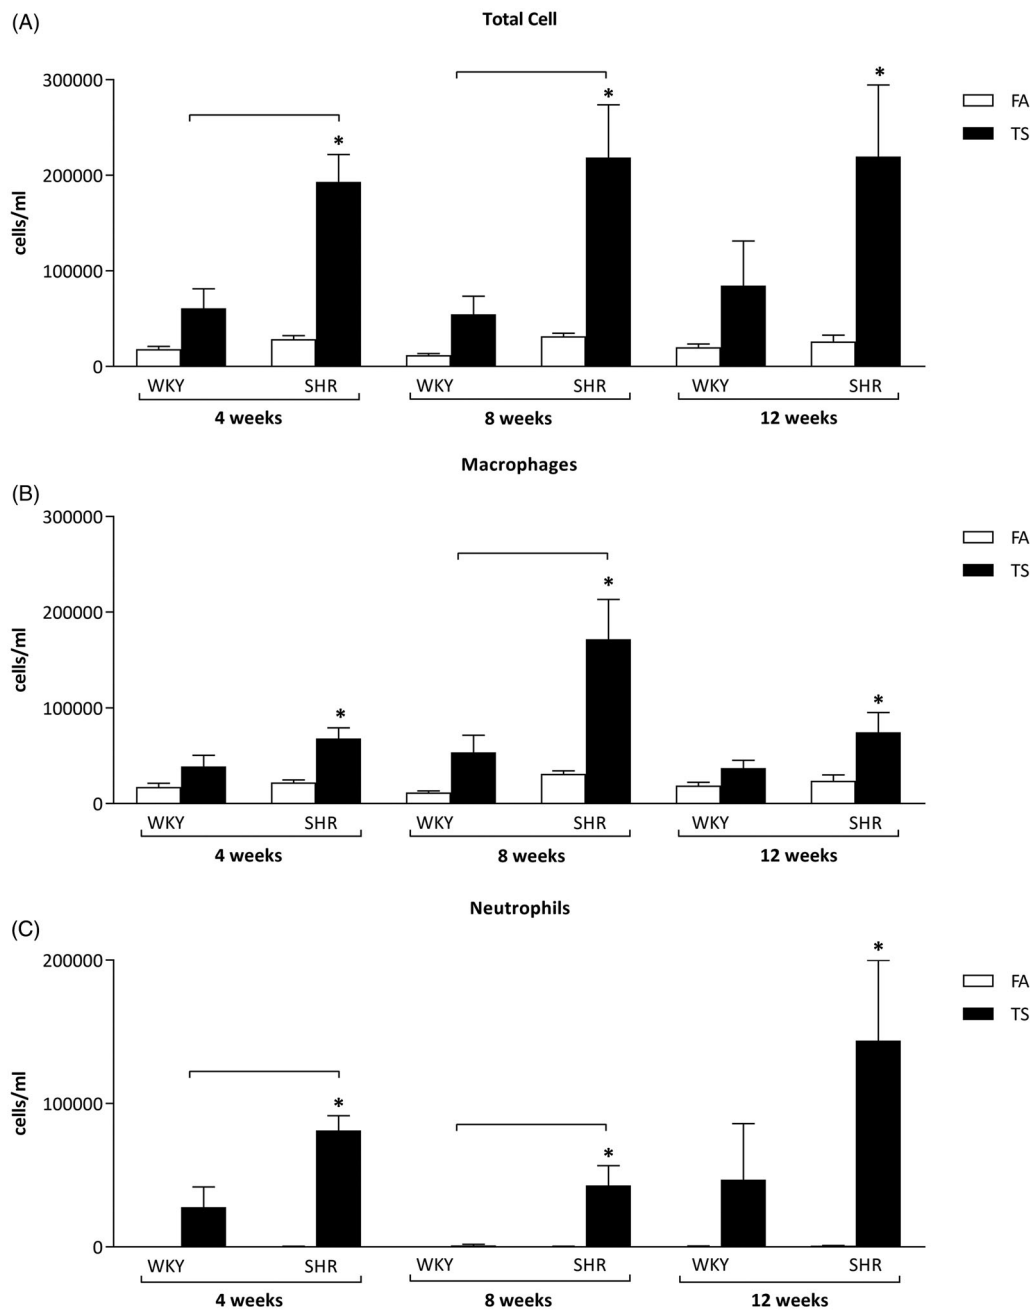 (A)
Total Cell
300000
200000
100000
0
cells/ml
* * *
FA
TS
WKY SHR WKY SHR WKY SHR
4 weeks 8 weeks 12 weeks
Macrophages
(B)
300000
200000
100000
0
cells/ml
* * *
FA
TS
WKY SHR WKY SHR WKY SHR
4 weeks 8 weeks 12 weeks
Neutrophils
(C)
200000
100000
0
cells/ml
* * *
FA
TS
WKY SHR WKY SHR WKY SHR
4 weeks 8 weeks 12 weeks